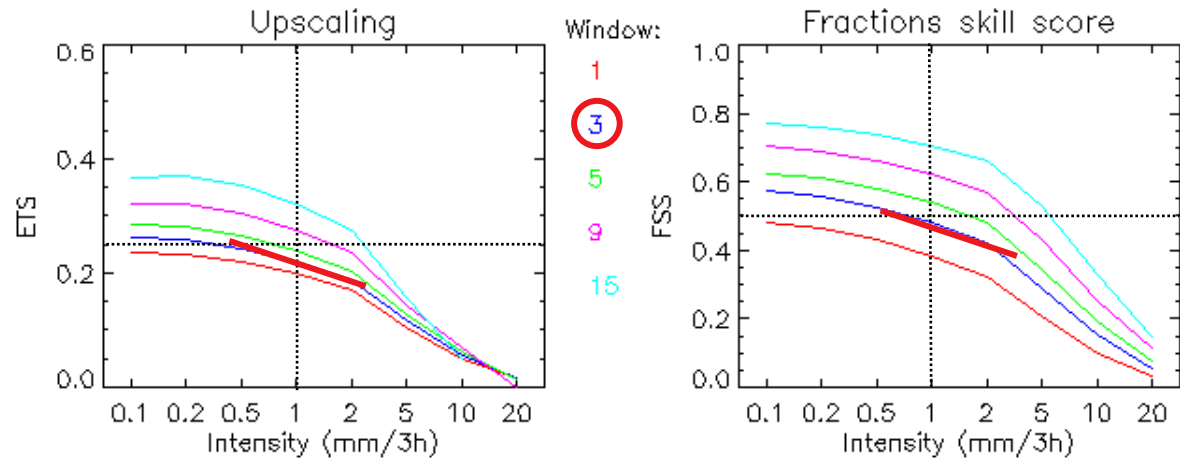 Upscaling
ETS
0.6
0.4
0.2
0.0
0.1 0.2 0.5 1 2 5 10 20
Intensity (mm/3h)
Window:
1
3
5
9
15
Fractions skill score
FSS
1.0
0.8
0.6
0.4
0.2
0.0
0.1 0.2 0.5 1 2 5 10 20
Intensity (mm/3h)